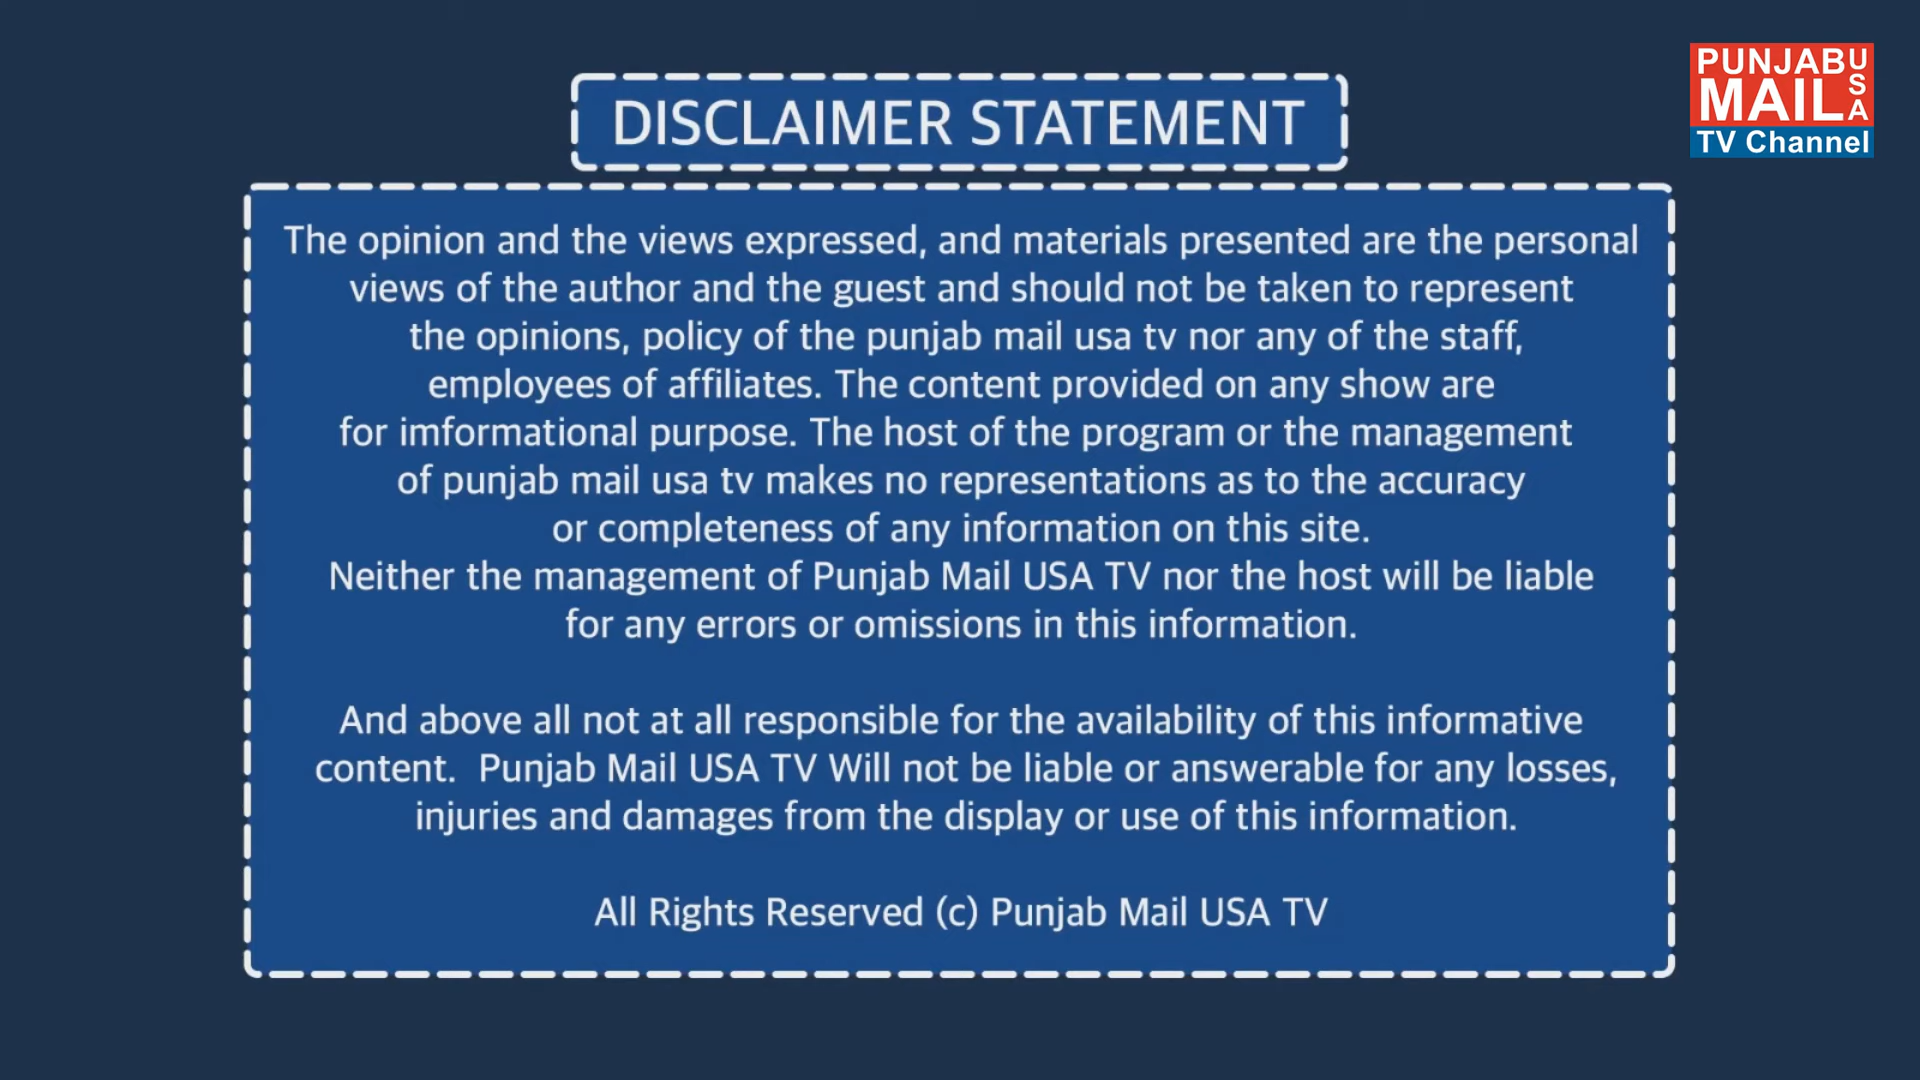 PUNJAB USA
MAIL
TV Channel
DISCLAIMER STATEMENT
The opinion and the views expressed, and materials presented are the personal
views of the author and the guest and should not be taken to represent
the opinions, policy of the punjab mail usa tv nor any of the staff,
employees of affiliates. The content provided on any show are
for imformational purpose. The host of the program or the management
of punjab mail usa tv makes no representations as to the accuracy
or completeness of any information on this site.
Neither the management of Punjab Mail USA TV nor the host will be liable
for any errors or omissions in this information.
And above all not at all responsible for the availability of this informative
content.  Punjab Mail USA TV Will not be liable or answerable for any losses,
injuries and damages from the display or use of this information.
All Rights Reserved (c) Punjab Mail USA TV